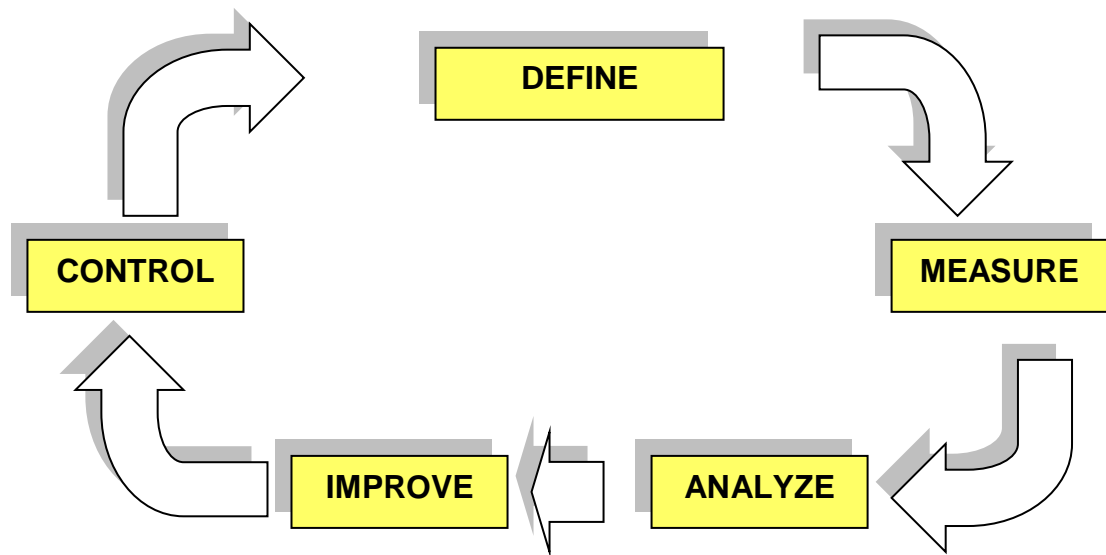 DEFINE
MEASURE
ANALYZE
IMPROVE
CONTROL